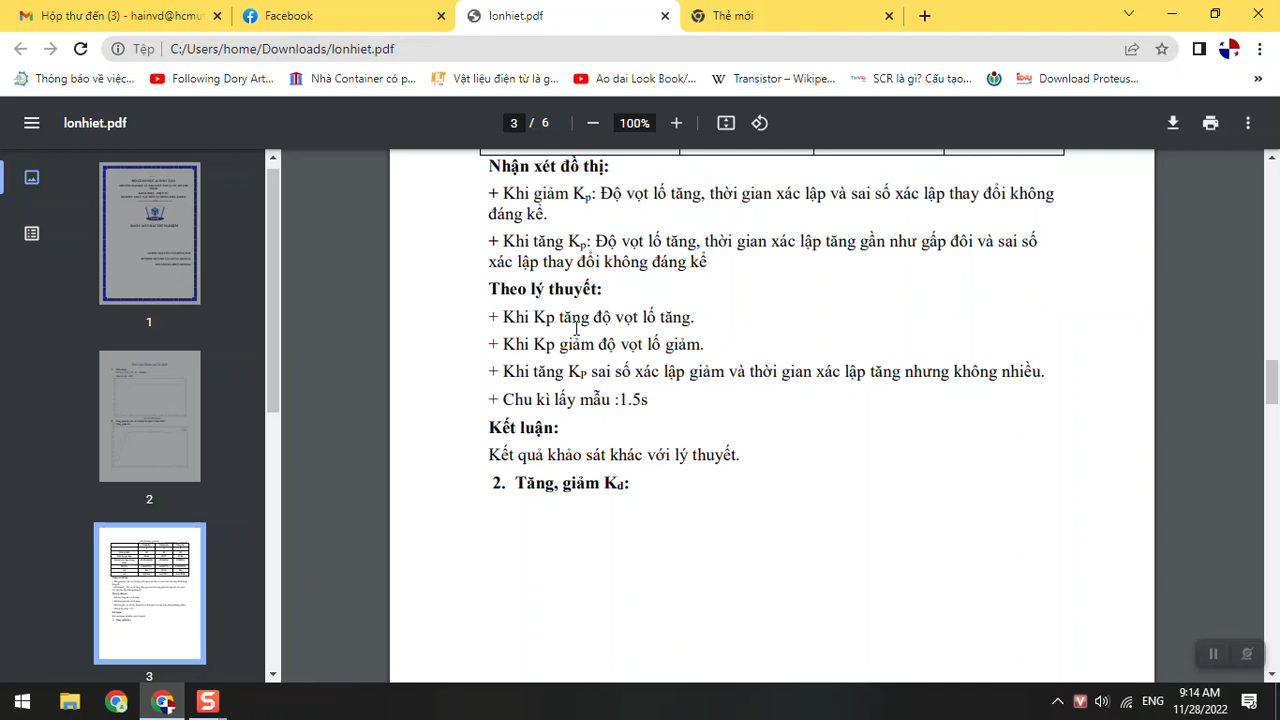 Hộp thư đến (3) - hainvd@hcmut
Facebook
lonhiet.pdf
Thẻ mới
Tệp
C:/Users/home/Downloads/lonhiet.pdf
Thông báo về việc...
Following Dory Art...
Nhà Container có p...
Vật liệu điện tử là g...
Ao dai Look Book/...
Transistor – Wikipe...
SCR là gì? Cấu tạo...
Download Proteus...
»
lonhiet.pdf
3 / 6
100%
Nhận xét đồ thị:
+ Khi giảm Kp: Độ vọt lố tăng, thời gian xác lập và sai số xác lập thay đổi không
đáng kể.
+ Khi tăng Kp: Độ vọt lố tăng, thời gian xác lập tăng gần như gấp đôi và sai số
xác lập thay đổi không đáng kể
Theo lý thuyết:
+ Khi Kp tăng độ vọt lố tăng.
+ Khi Kp giảm độ vọt lố giảm.
+ Khi tăng KP sai số xác lập giảm và thời gian xác lập tăng nhưng không nhiều.
+ Chu kì lấy mẫu :1.5s
Kết luận:
Kết quả khảo sát khác với lý thuyết.
2. Tăng, giảm Kd:
1
2
3
ENG
9:14 AM
11/28/2022